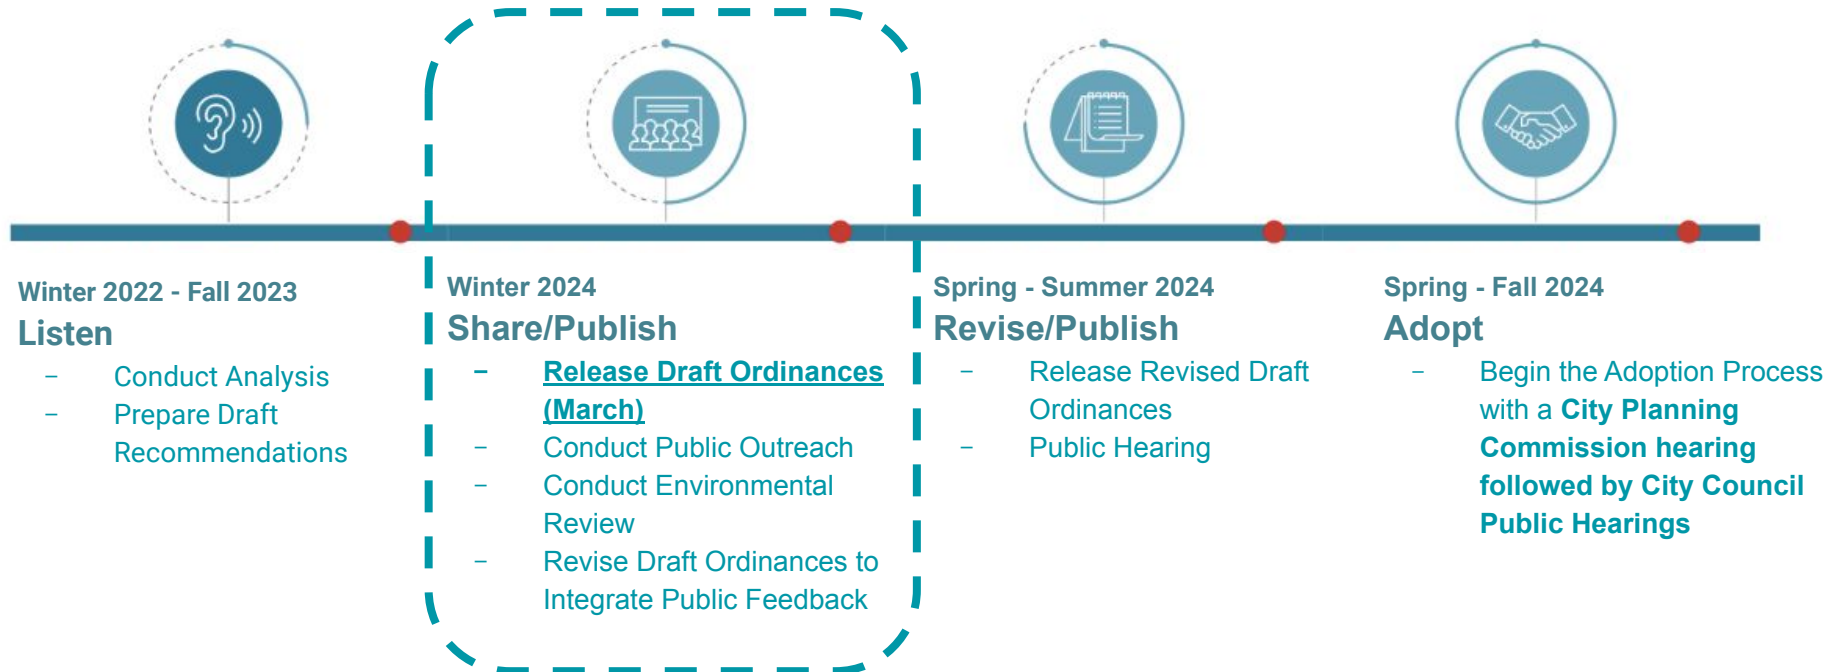 Winter 2022 - Fall 2023
Listen
- Conduct Analysis
- Prepare Draft
Recommendations
Winter 2024
Share/Publish
- Release Draft Ordinances
(March)
- Conduct Public Outreach
- Conduct Environmental
Review
- Revise Draft Ordinances to
Integrate Public Feedback
Spring - Summer 2024
Revise/Publish
- Release Revised Draft
Ordinances
- Public Hearing
Spring - Fall 2024
Adopt
- Begin the Adoption Process
with a City Planning
Commission hearing
followed by City Council
Public Hearings